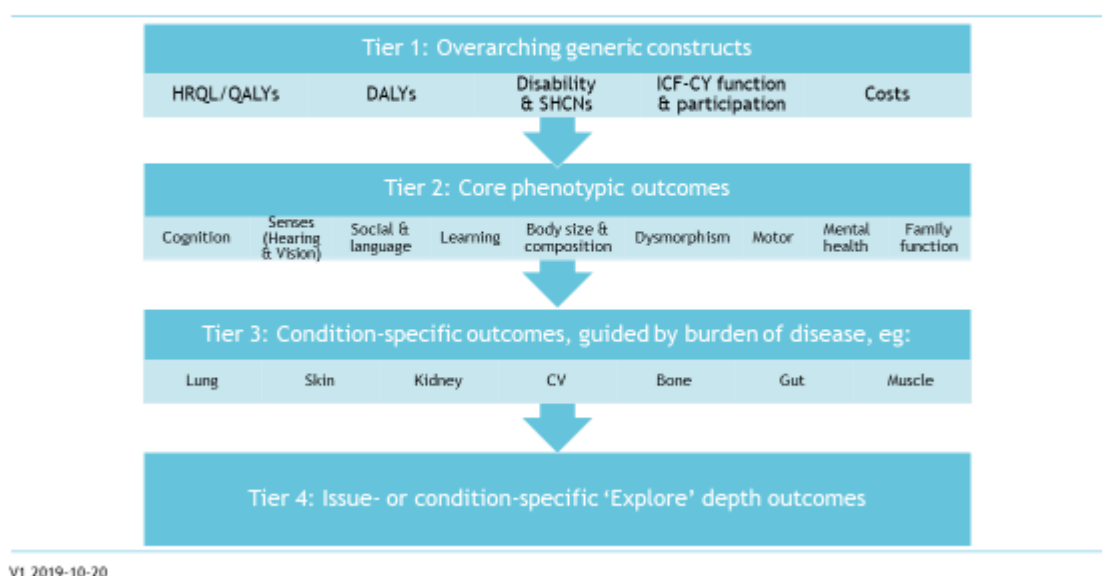 Tier 1: Overarching generic constructs
HRQL/QALYs
DALYs
Disability
& SHCNs
ICF-CY function
& participation
Costs
Tier 2: Core phenotypic outcomes
Cognition
Senses
(Hearing
& Vision)
Social &
language
Learning
Body size &
composition
Dysmorphism
Motor
Mental
health
Family
function
Tier 3: Condition-specific outcomes, guided by burden of disease, eg:
Lung
Skin
Kidney
CV
Bone
Gut
Muscle
Tier 4: Issue- or condition-specific ‘Explore’ depth outcomes
V1 2019-10-20